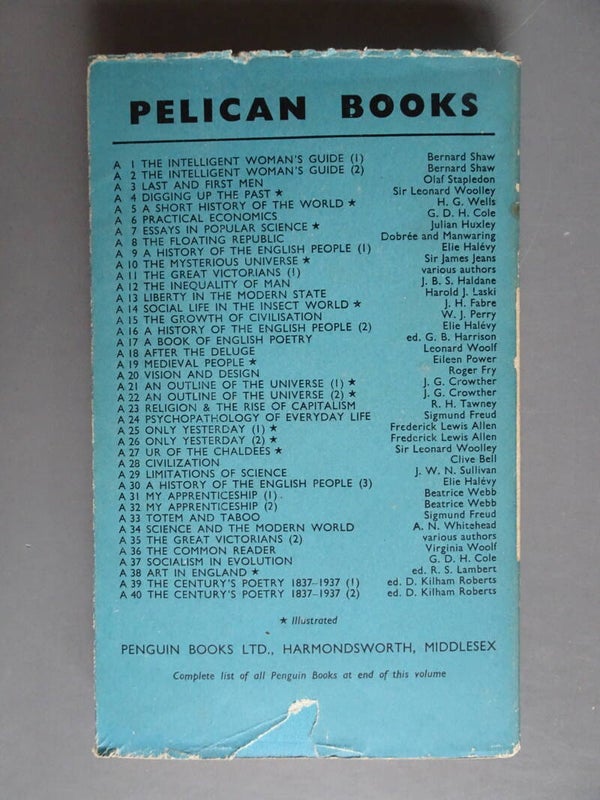 PELICAN BOOKS
A 1 THE INTELLIGENT WOMAN'S GUIDE (1) Bernard Shaw
A 2 THE INTELLIGENT WOMAN'S GUIDE (2) Bernard Shaw
A 3 LAST AND FIRST MEN Olaf Stapledon
A 4 DIGGING UP THE PAST ★ Sir Leonard Woolley
A 5 A SHORT HISTORY OF THE WORLD ★ H. G. Wells
A 6 PRACTICAL ECONOMICS G. D. H. Cole
A 7 ESSAYS IN POPULAR SCIENCE ★ Julian Huxley
A 8 THE FLOATING REPUBLIC Dobrée and Manwaring
A 9 A HISTORY OF THE ENGLISH PEOPLE (1) Elie Halévy
A 10 THE MYSTERIOUS UNIVERSE ★ Sir James Jeans
A 11 THE GREAT VICTORIANS (1) various authors
A 12 THE INEQUALITY OF MAN J. B. S. Haldane
A 13 LIBERTY IN THE MODERN STATE Harold J. Laski
A 14 SOCIAL LIFE IN THE INSECT WORLD ★ J. H. Fabre
A 15 THE GROWTH OF CIVILISATION W. J. Perry
A 16 A HISTORY OF THE ENGLISH PEOPLE (2) Elie Halévy
A 17 A BOOK OF ENGLISH POETRY ed. G. B. Harrison
A 18 AFTER THE DELUGE Leonard Woolf
A 19 MEDIEVAL PEOPLE ★ Eileen Power
A 20 VISION AND DESIGN Roger Fry
A 21 AN OUTLINE OF THE UNIVERSE (1) ★ J. G. Crowther
A 22 AN OUTLINE OF THE UNIVERSE (2) ★ J. G. Crowther
A 23 RELIGION & THE RISE OF CAPITALISM R. H. Tawney
A 24 PSYCHOPATHOLOGY OF EVERYDAY LIFE Sigmund Freud
A 25 ONLY YESTERDAY (1) ★ Frederick Lewis Allen
A 26 ONLY YESTERDAY (2) ★ Frederick Lewis Allen
A 27 UR OF THE CHALDEES ★ Sir Leonard Woolley
A 28 CIVILIZATION Clive Bell
A 29 LIMITATIONS OF SCIENCE J. W. N. Sullivan
A 30 A HISTORY OF THE ENGLISH PEOPLE (3) Elie Halévy
A 31 MY APPRENTICESHIP (1) Beatrice Webb
A 32 MY APPRENTICESHIP (2) Beatrice Webb
A 33 TOTEM AND TABOO Sigmund Freud
A 34 SCIENCE AND THE MODERN WORLD A. N. Whitehead
A 35 THE GREAT VICTORIANS (2) various authors
A 36 THE COMMON READER Virginia Woolf
A 37 SOCIALISM IN EVOLUTION G. D. H. Cole
A 38 ART IN ENGLAND ★ ed. R. S. Lambert
A 39 THE CENTURY'S POETRY 1837–1937 (1) ed. D. Kilham Roberts
A 40 THE CENTURY'S POETRY 1837–1937 (2) ed. D. Kilham Roberts
★ Illustrated
PENGUIN BOOKS LTD., HARMONDSWORTH, MIDDLESEX
Complete list of all Penguin Books at end of this volume